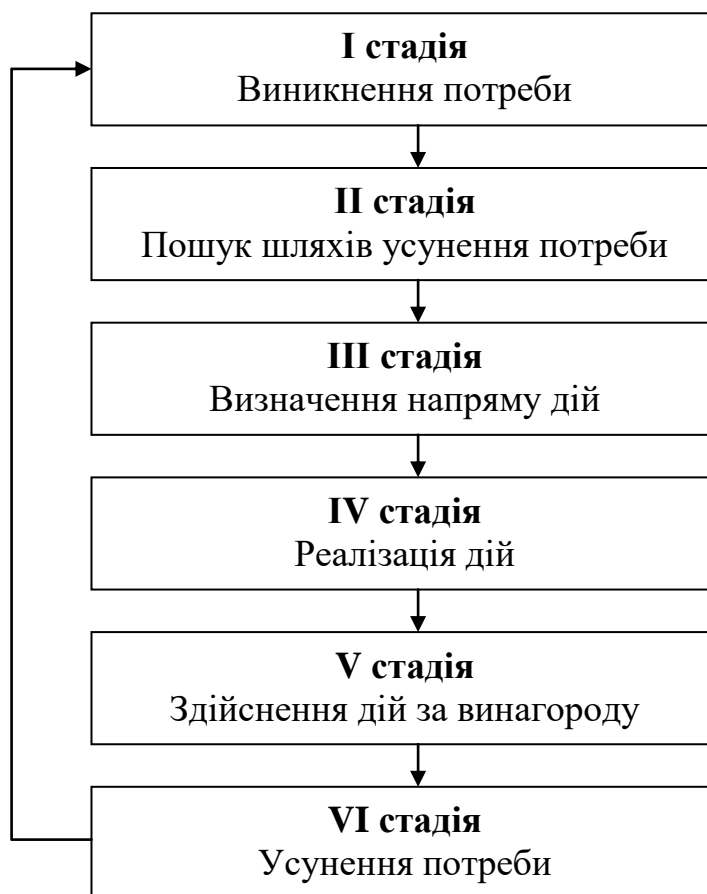 I стадія
Виникнення потреби
II стадія
Пошук шляхів усунення потреби
III стадія
Визначення напряму дій
IV стадія
Реалізація дій
V стадія
Здійснення дій за винагороду
VI стадія
Усунення потреби